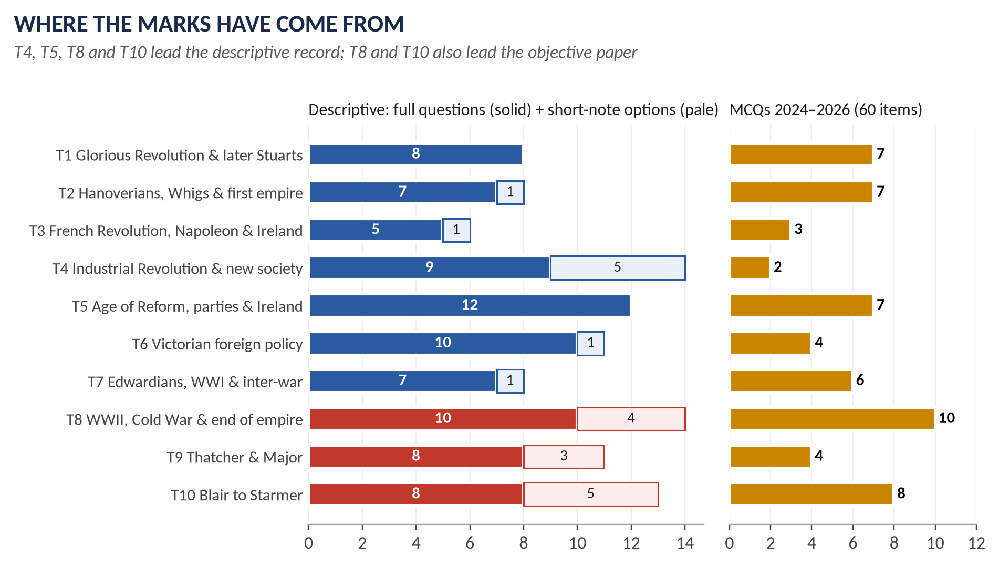 WHERE THE MARKS HAVE COME FROM
T4, T5, T8 and T10 lead the descriptive record; T8 and T10 also lead the objective paper
Descriptive: full questions (solid) + short-note options (pale) MCQs 2024–2026 (60 items)
T1 Glorious Revolution & later Stuarts 8 7
T2 Hanoverians, Whigs & first empire 7 1 7
T3 French Revolution, Napoleon & Ireland 5 1 3
T4 Industrial Revolution & new society 9 5 2
T5 Age of Reform, parties & Ireland 12 7
T6 Victorian foreign policy 10 1 4
T7 Edwardians, WWI & inter-war 7 1 6
T8 WWII, Cold War & end of empire 10 4 10
T9 Thatcher & Major 8 3 4
T10 Blair to Starmer 8 5 8
0 2 4 6 8 10 12 14 0 2 4 6 8 10 12